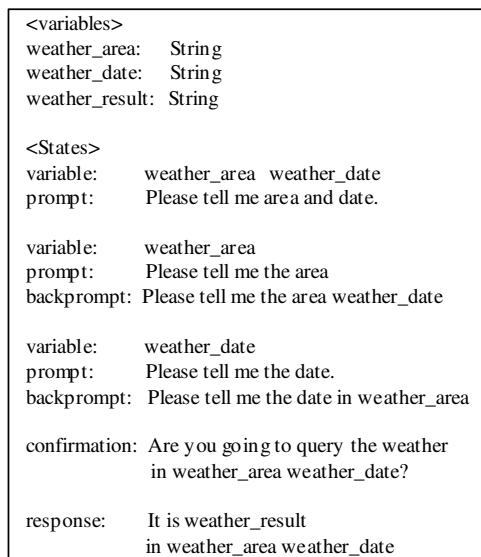 <variables>
weather_area: String
weather_date: String
weather_result: String
<States>
variable: weather_area weather_date
prompt: Please tell me area and date.
variable: weather_area
prompt: Please tell me the area
backprompt: Please tell me the area weather_date
variable: weather_date
prompt: Please tell me the date.
backprompt: Please tell me the date in weather_area
confirmation: Are you going to query the weather
in weather_area weather_date?
response: It is weather_result
in weather_area weather_date